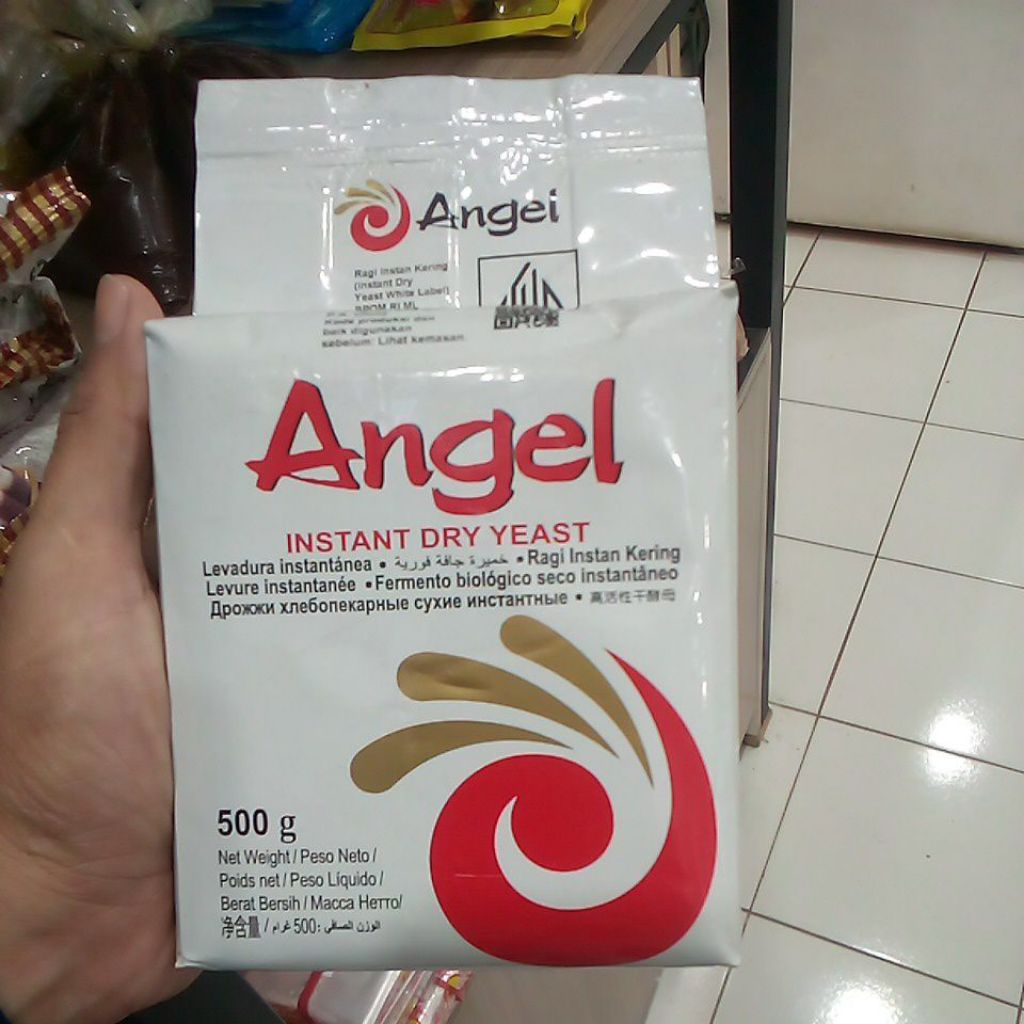 Angel
Ragi Instan Kering
(Instant Dry
Yeast White Label)
BPOM RI ML
baik digunakan
sebelum: Lihat kemasan
Angel
INSTANT DRY YEAST
Levadura instantánea • خميرة جافة فورية • Ragi Instan Kering
Levure instantanée • Fermento biológico seco instantâneo
Дрожжи хлебопекарные сухие инстантные • 高活性干酵母
500 g
Net Weight / Peso Neto /
Poids net / Peso Líquido /
Berat Bersih / Масса Нетто/
净含量 / الوزن الصافي: 500 غرام